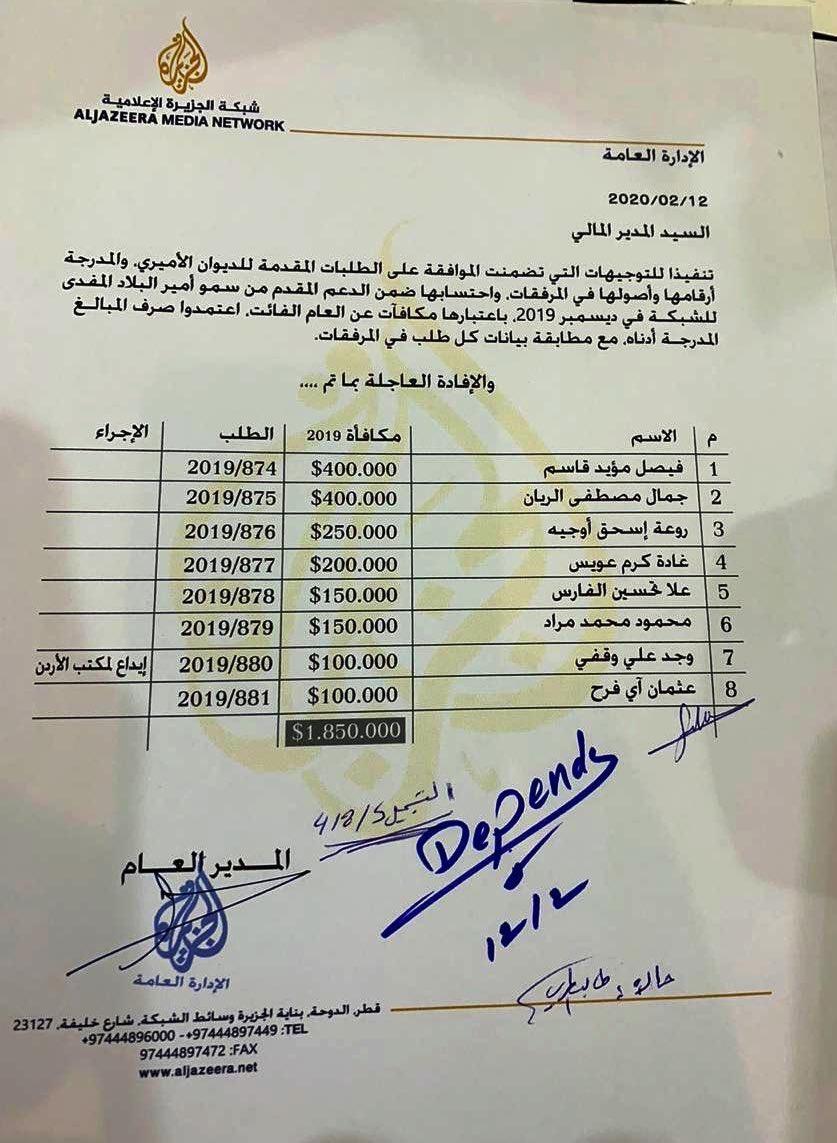 شبكة الجزيرة الإعلامية
ALJAZEERA MEDIA NETWORK
الإدارة العامة
2020/02/12
السيد المدير المالي
تنفيذا للتوجيهات التي تضمنت الموافقة على الطلبات المقدمة للديوان الأميري، والمدرجة
أرقامها وأصولها في المرفقات، واحتسابها ضمن الدعم المقدم من سمو أمير البلاد المفدى
للشبكة في ديسمبر 2019، باعتبارها مكافآت عن العام الفائت، اعتمدوا صرف المبالغ
المدرجة أدناه، مع مطابقة بيانات كل طلب في المرفقات.
والإفادة العاجلة بما تم ....
م الاسم مكافأة 2019 الطلب الإجراء
1 فيصل مؤيد قاسم $400.000 2019/874
2 جمال مصطفى الريان $400.000 2019/875
3 روعة إسحق أوجيه $250.000 2019/876
4 غادة كرم عويس $200.000 2019/877
5 علا تحسين الفارس $150.000 2019/878
6 محمود محمد مراد $150.000 2019/879
7 وجد علي وقفي $100.000 2019/880 إيداع لمكتب الأردن
8 عثمان آي فرح $100.000 2019/881
$1.850.000
التسجيل 4/8/5
Depends
12/2
المدير العام
الجزيرة
الإدارة العامة
حالة
قطر، الدوحة، بناية الجزيرة وسائط الشبكة، شارع خليفة، 23127
+97444896000 -+97444897449 :TEL
97444897472 :FAX
www.aljazeera.net